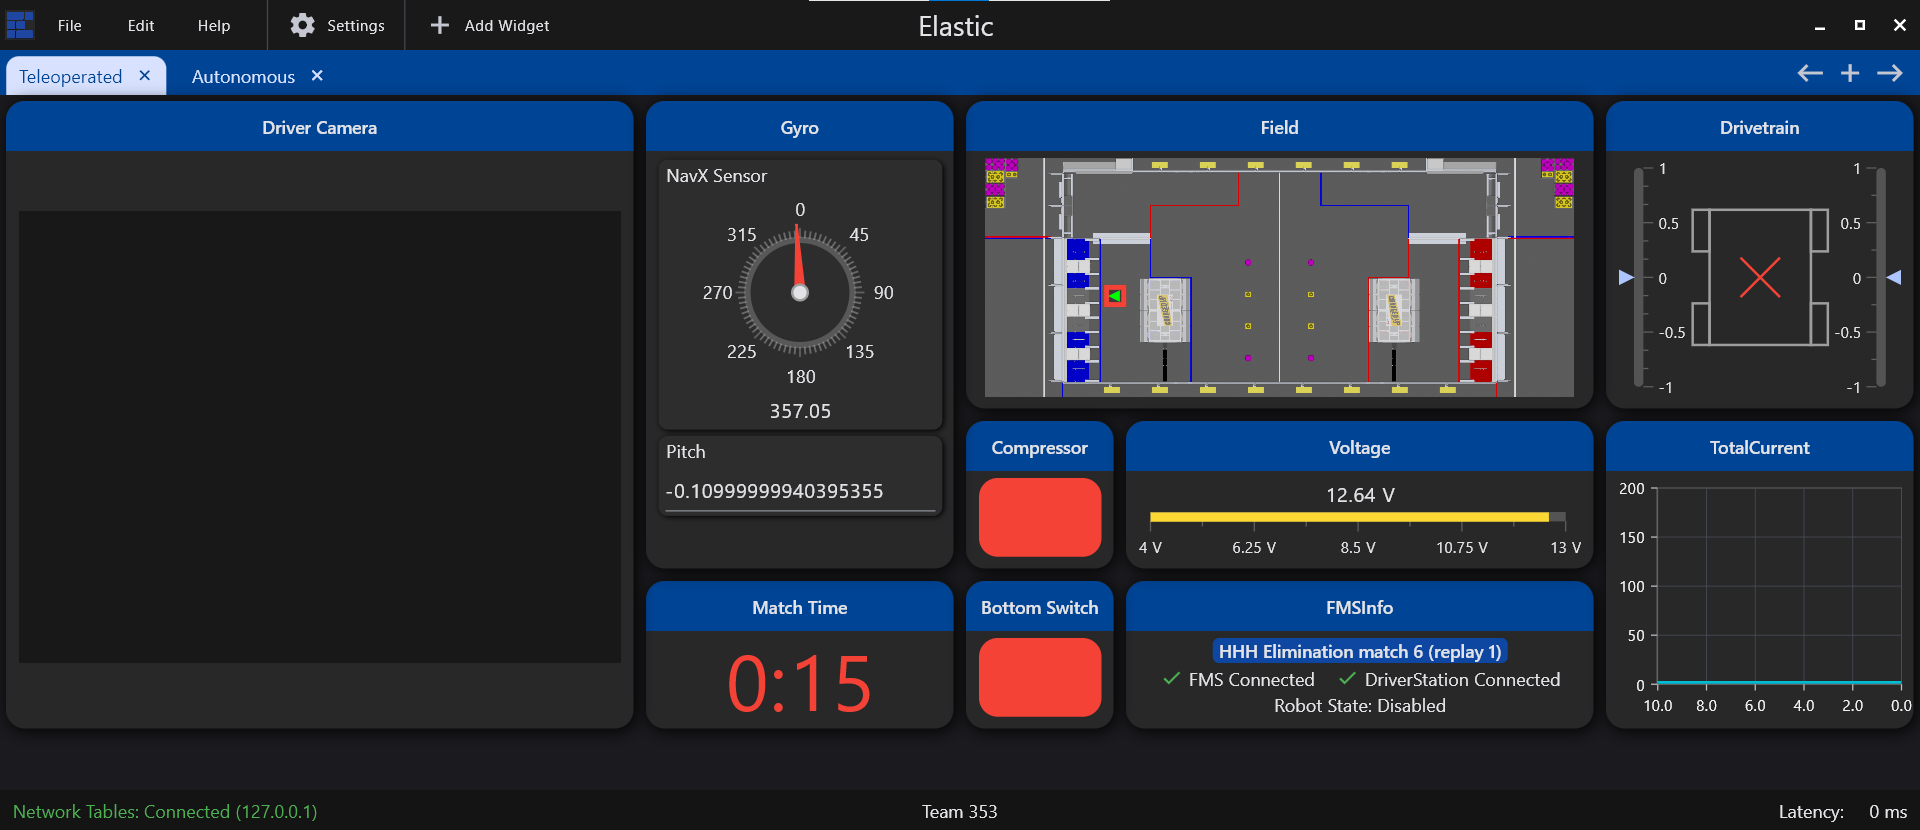 File Edit Help Settings Add Widget Elastic
Teleoperated Autonomous
Driver Camera
Gyro
NavX Sensor
0
315 45
270 90
225 135
180
357.05
Pitch
-0.10999999940395355
Match Time
0:15
Field
Compressor
Bottom Switch
Voltage
12.64 V
4 V 6.25 V 8.5 V 10.75 V 13 V
FMSInfo
HHH Elimination match 6 (replay 1)
FMS Connected DriverStation Connected
Robot State: Disabled
Drivetrain
1 1
0.5 0.5
0 0
-0.5 -0.5
-1 -1
TotalCurrent
200
150
100
50
0
10.0 8.0 6.0 4.0 2.0 0.0
Network Tables: Connected (127.0.0.1) Team 353 Latency: 0 ms